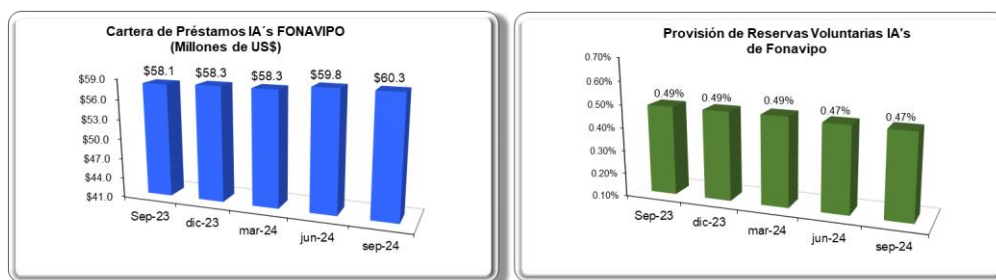 Cartera de Préstamos IA´s FONAVIPO
(Millones de US$)
$59.0
$56.0
$53.0
$50.0
$47.0
$44.0
$41.0
$58.1
$58.3
$58.3
$59.8
$60.3
Sep-23
dic-23
mar-24
jun-24
sep-24
Provisión de Reservas Voluntarias IA's
de Fonavipo
0.70%
0.60%
0.50%
0.40%
0.30%
0.20%
0.10%
0.49%
0.49%
0.49%
0.47%
0.47%
Sep-23
dic-23
mar-24
jun-24
sep-24